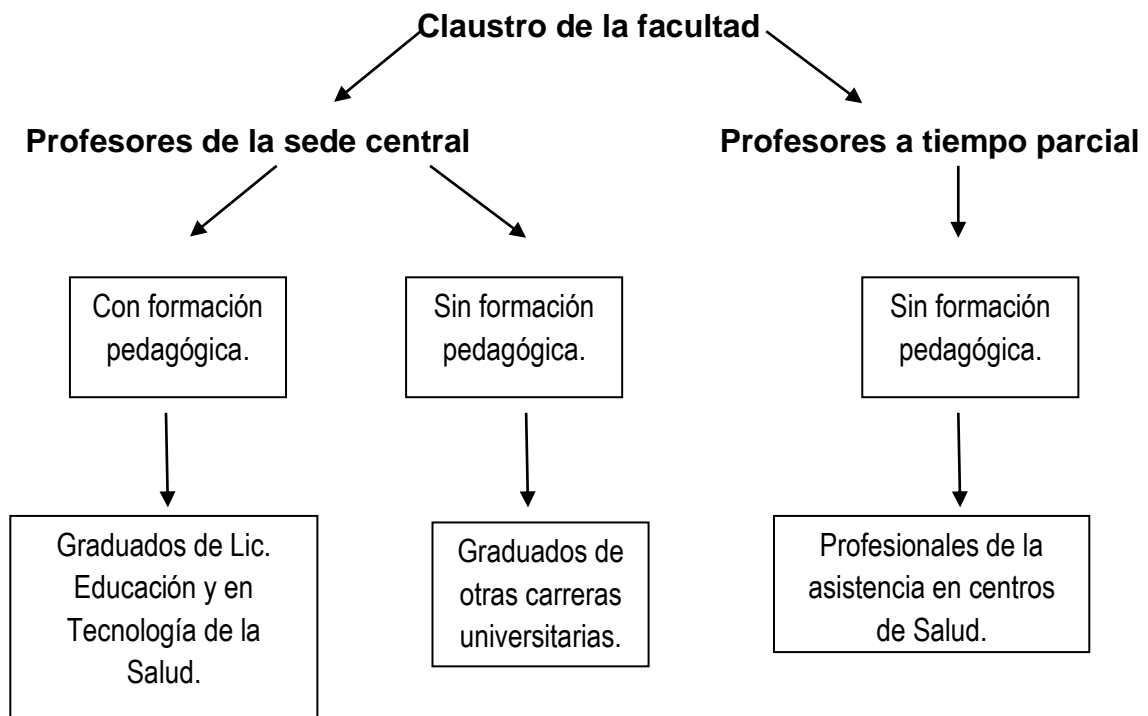 Claustro de la facultad
Profesores de la sede central
Profesores a tiempo parcial
Con formación
pedagógica.
Sin formación
pedagógica.
Sin formación
pedagógica.
Graduados de Lic.
Educación y en
Tecnología de la
Salud.
Graduados de
otras carreras
universitarias.
Profesionales de la
asistencia en centros
de Salud.